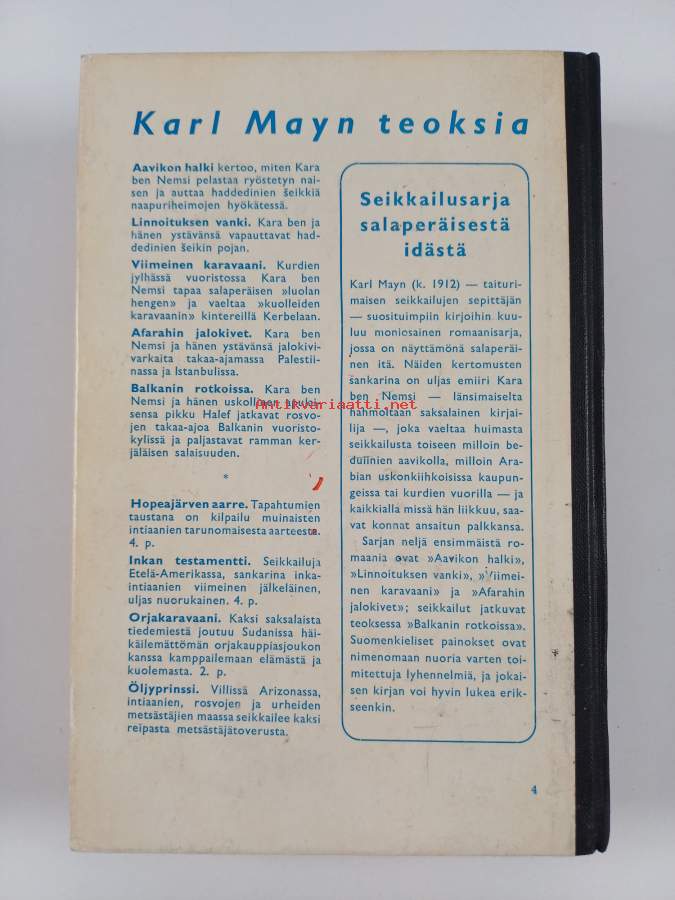 Karl Mayn teoksia
Aavikon halki kertoo, miten Kara
ben Nemsi pelastaa ryöstetyn nai-
sen ja auttaa haddedinien šeikkiä
naapuriheimojen hyökätessä.
Linnoituksen vanki. Kara ben ja
hänen ystävänsä vapauttavat had-
dedinien šeikin pojan.
Viimeinen karavaani. Kurdien
jylhässä vuoristossa Kara ben
Nemsi tapaa salaperäisen »luolan
hengen» ja vaeltaa »kuolleiden
karavaanin» kintereillä Kerbelaan.
Afarahin jalokivet. Kara ben
Nemsi ja hänen ystävänsä jalokivi-
varkaita takaa-ajamassa Palestii-
nassa ja Istanbulissa.
Balkanin rotkoissa. Kara ben
Nemsi ja hänen uskollinen apulai-
sensa pikku Halef jatkavat rosvo-
jen takaa-ajoa Balkanin vuoristo-
kylissä ja paljastavat ramman ker-
jäläisen salaisuuden.
*
Hopeajärven aarre. Tapahtumien
taustana on kilpailu muinaisten
intiaanien tarunomaisesta aarteesta.
4. p.
Inkan testamentti. Seikkailuja
Etelä-Amerikassa, sankarina inka-
intiaanien viimeinen jälkeläinen,
uljas nuorukainen. 4. p.
Orjakaravaani. Kaksi saksalaista
tiedemiestä joutuu Sudanissa häi-
käilemättömän orjakauppiasjoukon
kanssa kamppailemaan elämästä ja
kuolemasta. 2. p.
Öljyprinssi. Villissä Arizonassa,
intiaanien, rosvojen ja urheiden
metsästäjien maassa seikkailee kaksi
reipasta metsästäjätoverusta.
Seikkailusarja
salaperäisestä
idästä
Karl Mayn (k. 1912) — taituri-
maisen seikkailujen sepittäjän
— suosituimpiin kirjoihin kuu-
luu moniosainen romaanisarja,
jossa on näyttämönä salaperäi-
nen itä. Näiden kertomusten
sankarina on uljas emiiri Kara
ben Nemsi — länsimaiselta
nahmoltaan saksalainen kirjai-
lija —, joka vaeltaa huimasta
seikkailusta toiseen milloin be-
duiinien aavikolla, milloin Ara-
bian uskonkiihkoisissa kaupun-
geissa tai kurdien vuorilla — ja
kaikkialla missä hän liikkuu, saa-
vat konnat ansaitun palkkansa.
Sarjan neljä ensimmäistä ro-
maania ovat »Aavikon halki»,
»Linnoituksen vanki», »Viimei-
nen karavaani» ja »Afarahin
jalokivet»; seikkailut jatkuvat
teoksessa »Balkanin rotkoissa».
Suomenkieliset painokset ovat
nimenomaan nuoria varten toi-
mitettuja lyhennelmiä, ja jokai-
sen kirjan voi hyvin lukea erik-
seenkin.
4
Antikvariaatti.net